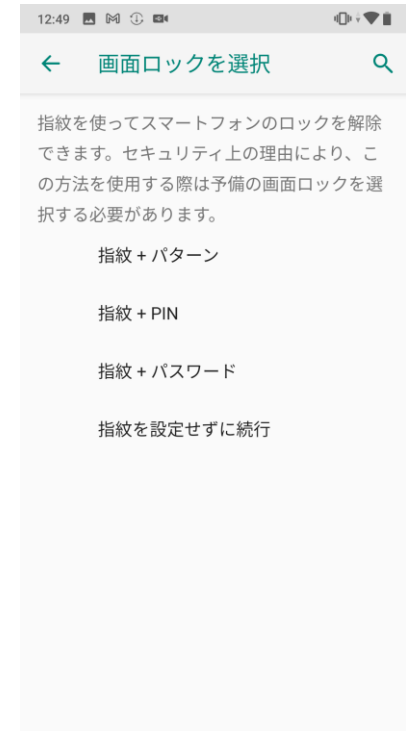 12:49
画面ロックを選択
指紋を使ってスマートフォンのロックを解除
できます。セキュリティ上の理由により、こ
の方法を使用する際は予備の画面ロックを選
択する必要があります。
指紋 + パターン
指紋 + PIN
指紋 + パスワード
指紋を設定せずに続行